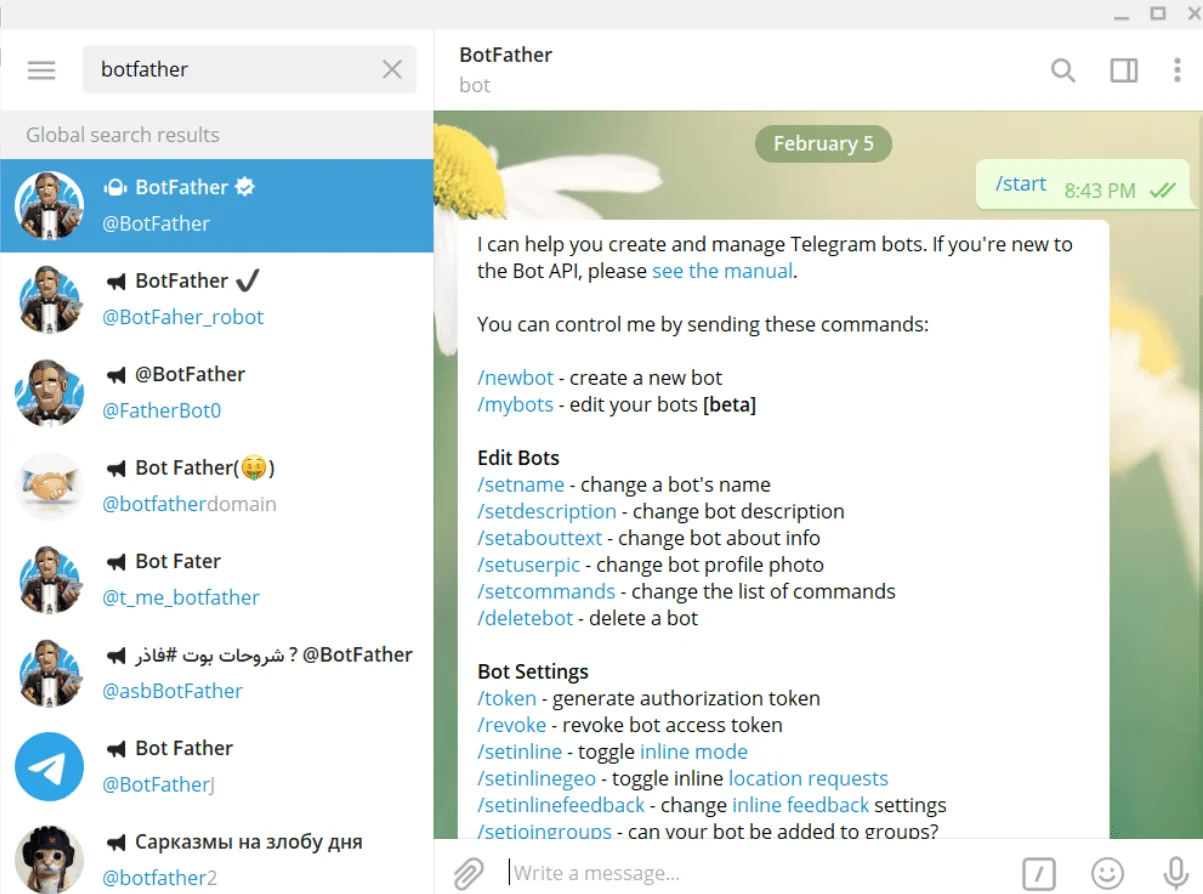 botfather
Global search results
BotFather
@BotFather
BotFather
@BotFaher_robot
@BotFather
@FatherBot0
Bot Father(🤑)
@botfatherdomain
Bot Fater
@t_me_botfather
شروحات بوت #فاذر ? @BotFather
@asbBotFather
Bot Father
@BotFatherJ
Сарказмы на злобу дня
@botfather2
BotFather
bot
February 5
/start 8:43 PM
I can help you create and manage Telegram bots. If you're new to
the Bot API, please see the manual.
You can control me by sending these commands:
/newbot - create a new bot
/mybots - edit your bots [beta]
Edit Bots
/setname - change a bot's name
/setdescription - change bot description
/setabouttext - change bot about info
/setuserpic - change bot profile photo
/setcommands - change the list of commands
/deletebot - delete a bot
Bot Settings
/token - generate authorization token
/revoke - revoke bot access token
/setinline - toggle inline mode
/setinlinegeo - toggle inline location requests
/setinlinefeedback - change inline feedback settings
/setjoingroups - can your bot be added to groups?
Write a message...